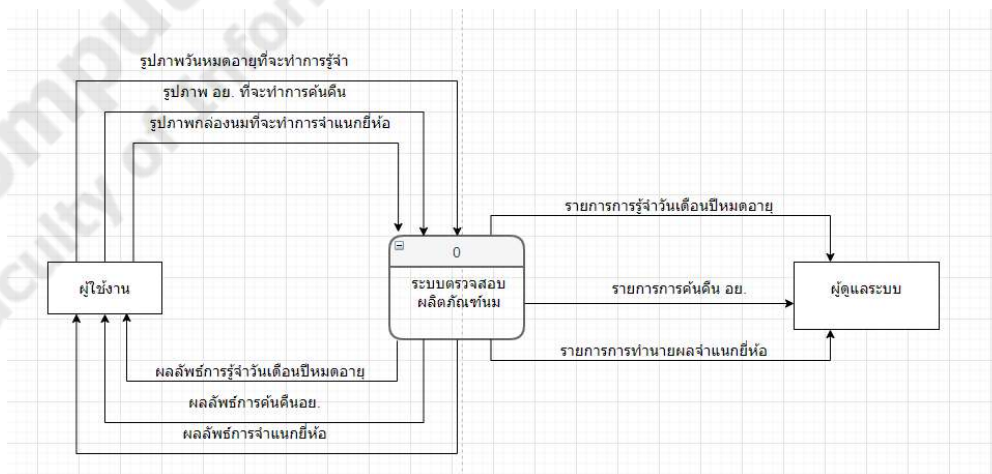 รูปภาพวันหมดอายุที่จะทำการรู้จำ
รูปภาพ อย. ที่จะทำการค้นคืน
รูปภาพกล่องนมที่จะทำการจำแนกยี่ห้อ
รายการการรู้จำวันเดือนปีหมดอายุ
0
ผู้ใช้งาน
ระบบตรวจสอบ
ผลิตภัณฑ์นม
รายการการค้นคืน อย.
ผู้ดูแลระบบ
รายการการทำนายผลจำแนกยี่ห้อ
ผลลัพธ์การรู้จำวันเดือนปีหมดอายุ
ผลลัพธ์การค้นคืนอย.
ผลลัพธ์การจำแนกยี่ห้อ